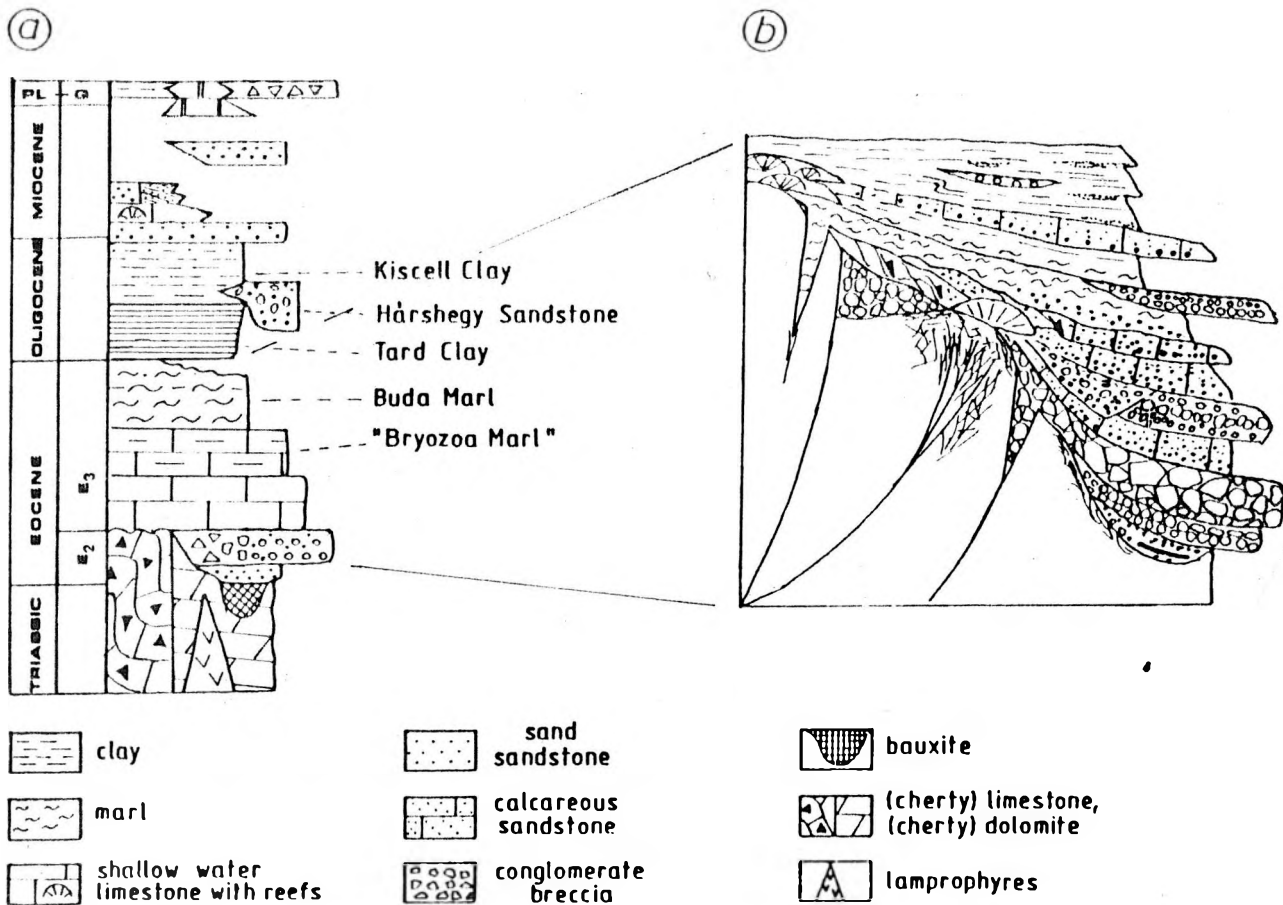 a
b
PL - Q
MIOCENE
OLIGOCENE
EOCENE
TRIASSIC
E3
E2
Kiscell Clay
Hårshegy Sandstone
Tard Clay
Buda Marl
"Bryozoa Marl"
clay
marl
shallow water
limestone with reefs
sand
sandstone
calcareous
sandstone
conglomerate
breccia
bauxite
(cherty) limestone,
(cherty) dolomite
lamprophyres